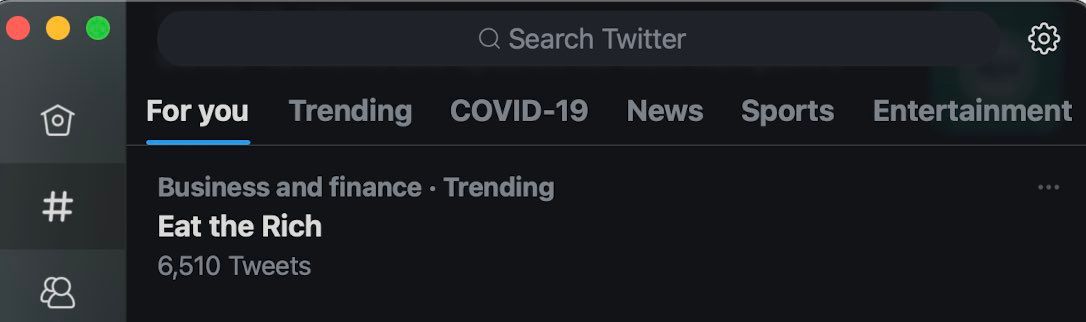 Search Twitter
For you Trending COVID-19 News Sports Entertainment
Business and finance · Trending
Eat the Rich
6,510 Tweets